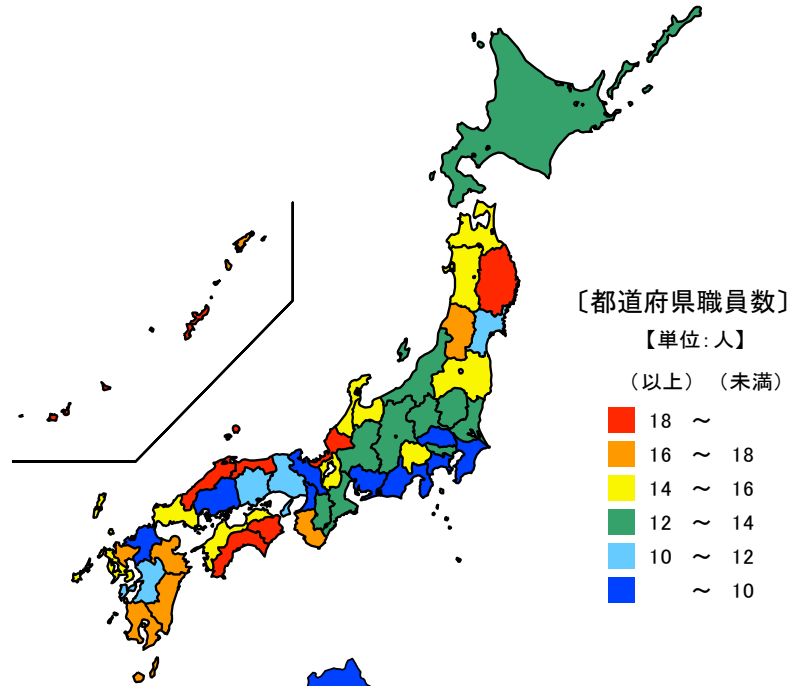 〔都道府県職員数〕
【単位:人】
（以上） （未満）
18 ～
16 ～ 18
14 ～ 16
12 ～ 14
10 ～ 12
～ 10